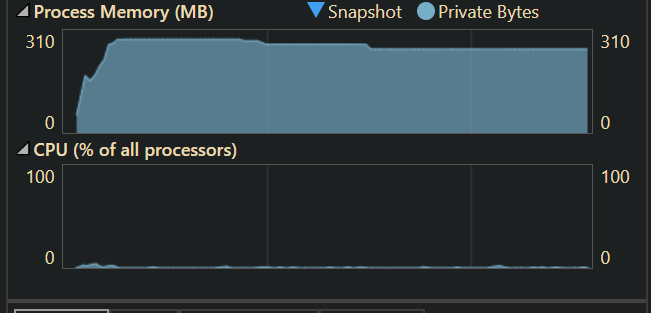 Process Memory (MB) Snapshot Private Bytes
310 310
0 0
CPU (% of all processors)
100 100
0 0